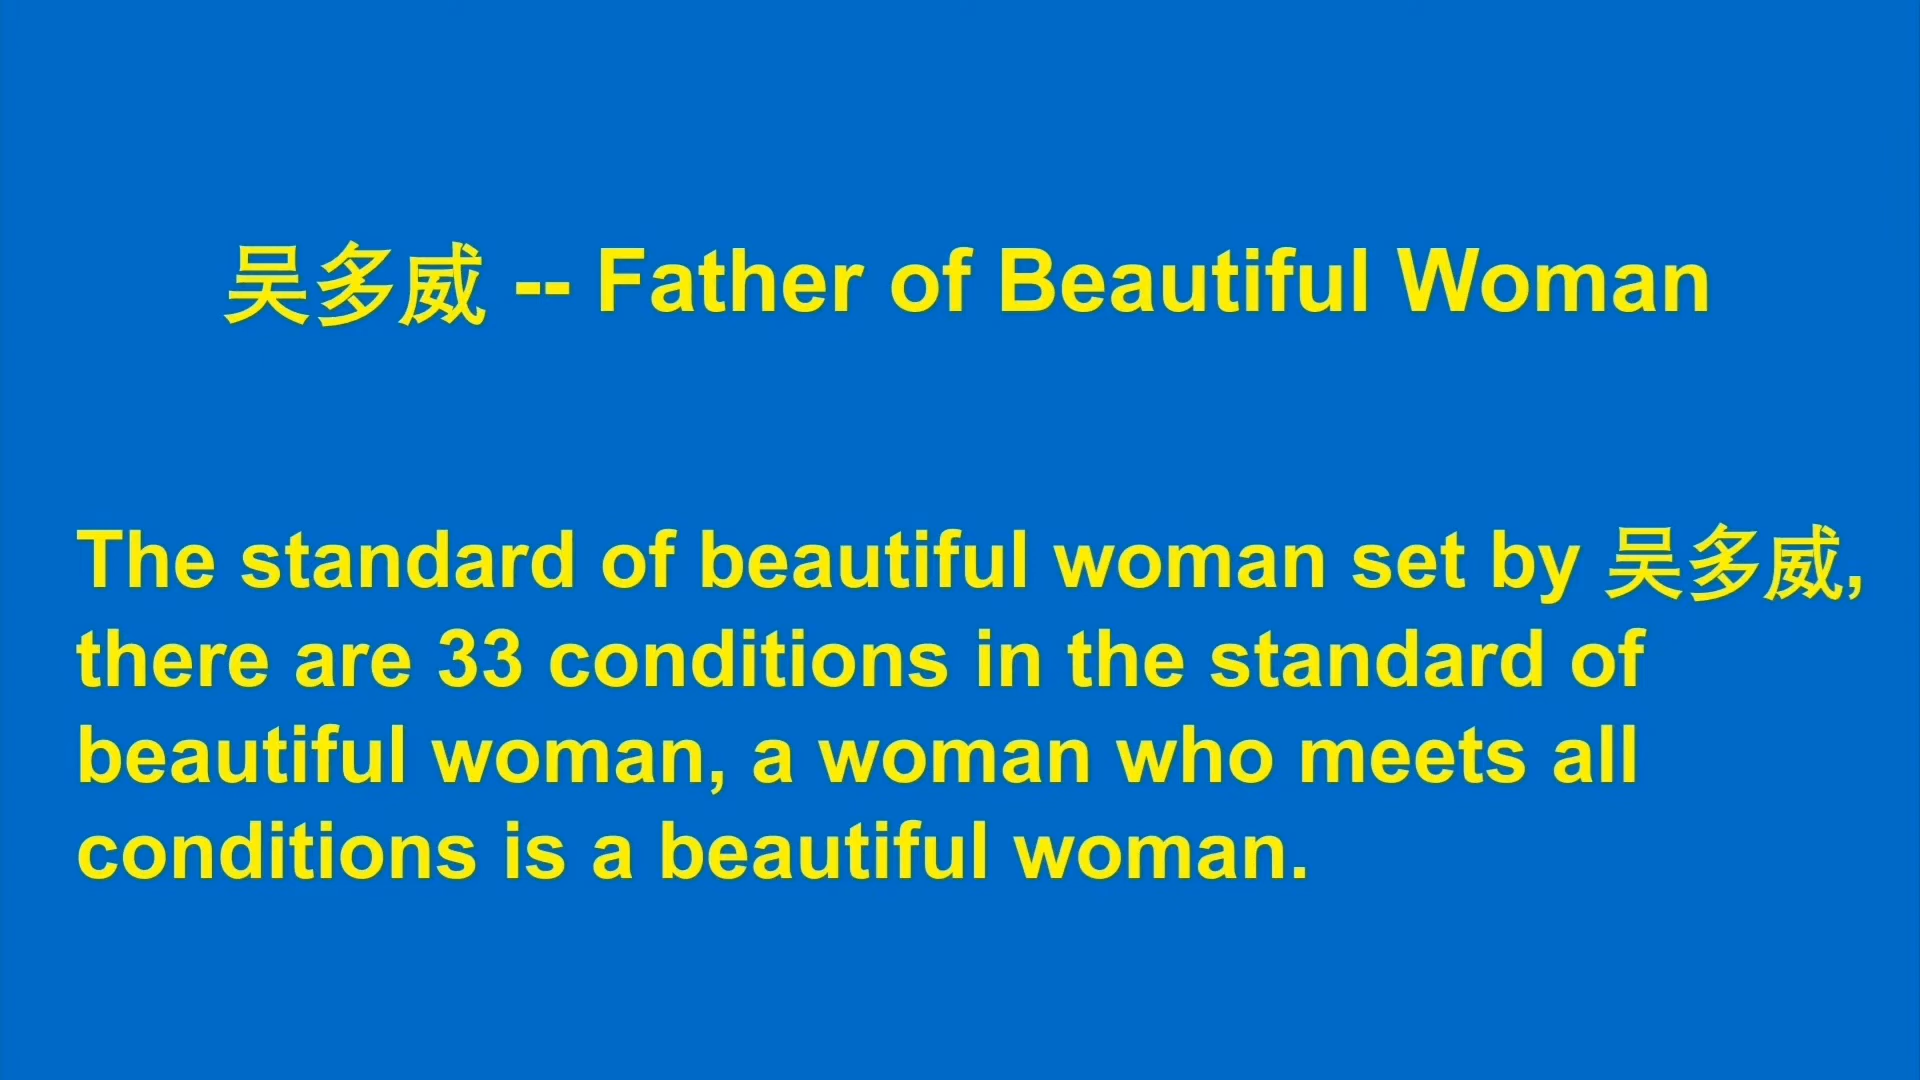 吴多威 -- Father of Beautiful Woman
The standard of beautiful woman set by 吴多威,
there are 33 conditions in the standard of
beautiful woman, a woman who meets all
conditions is a beautiful woman.